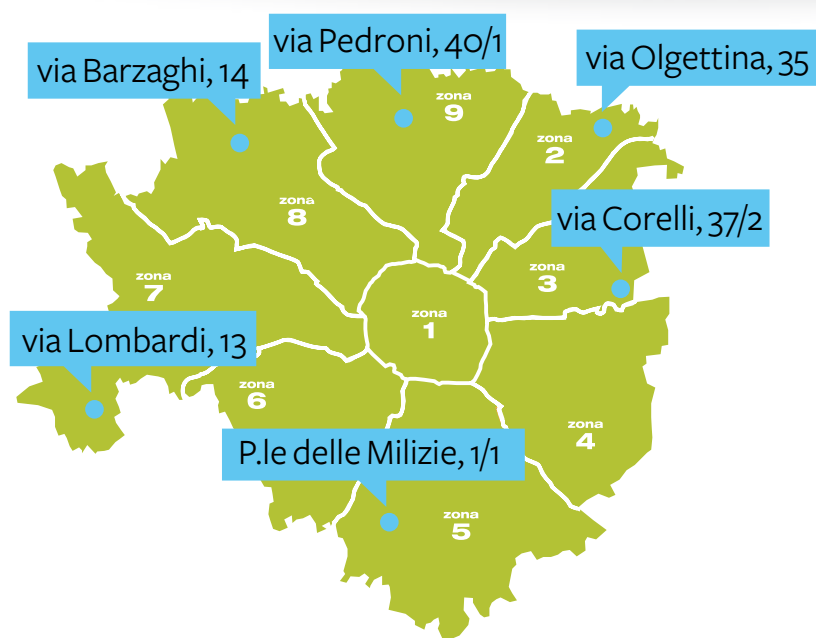 via Pedroni, 40/1
via Barzaghi, 14
via Olgettina, 35
zona
9
zona
2
zona
8
via Corelli, 37/2
zona
3
zona
7
zona
1
via Lombardi, 13
zona
6
zona
4
P.le delle Milizie, 1/1
zona
5